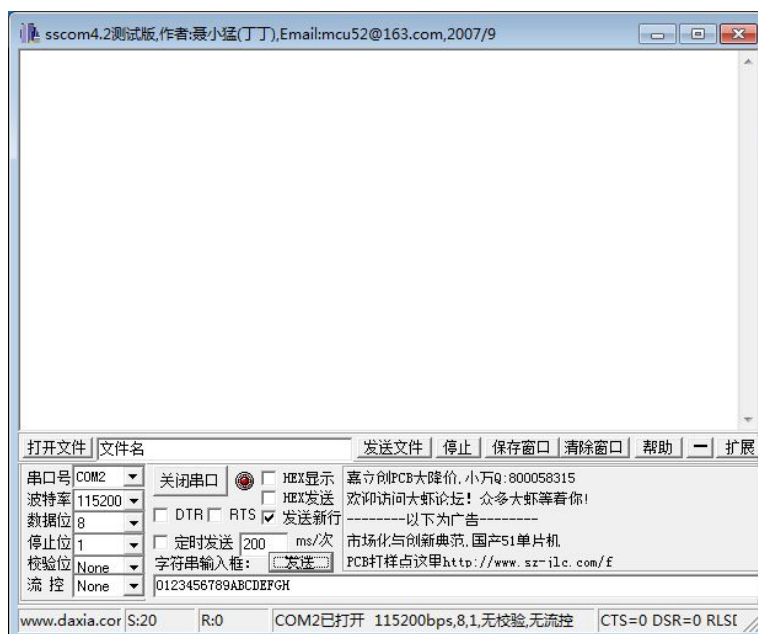 sscom4.2测试版,作者:聂小猛(丁丁),Email:mcu52@163.com,2007/9
打开文件 文件名 发送文件 停止 保存窗口 清除窗口 帮助 一 扩展
串口号 COM2 关闭串口 HEX显示 嘉立创PCB大降价,小万Q:800058315
波特率 115200 HEX发送 欢迎访问大虾论坛! 众多大虾等着你!
数据位 8 DTR RTS 发送新行 --------以下为广告--------
停止位 1 定时发送 200 ms/次 市场化与创新典范,国产51单片机
校验位 None 字符串输入框: 发送 PCB打样点这里http://www.sz-jlc.com/f
流 控 None 0123456789ABCDEFGH
www.daxia.cor S:20 R:0 COM2已打开 115200bps,8,1,无校验,无流控 CTS=0 DSR=0 RLSI